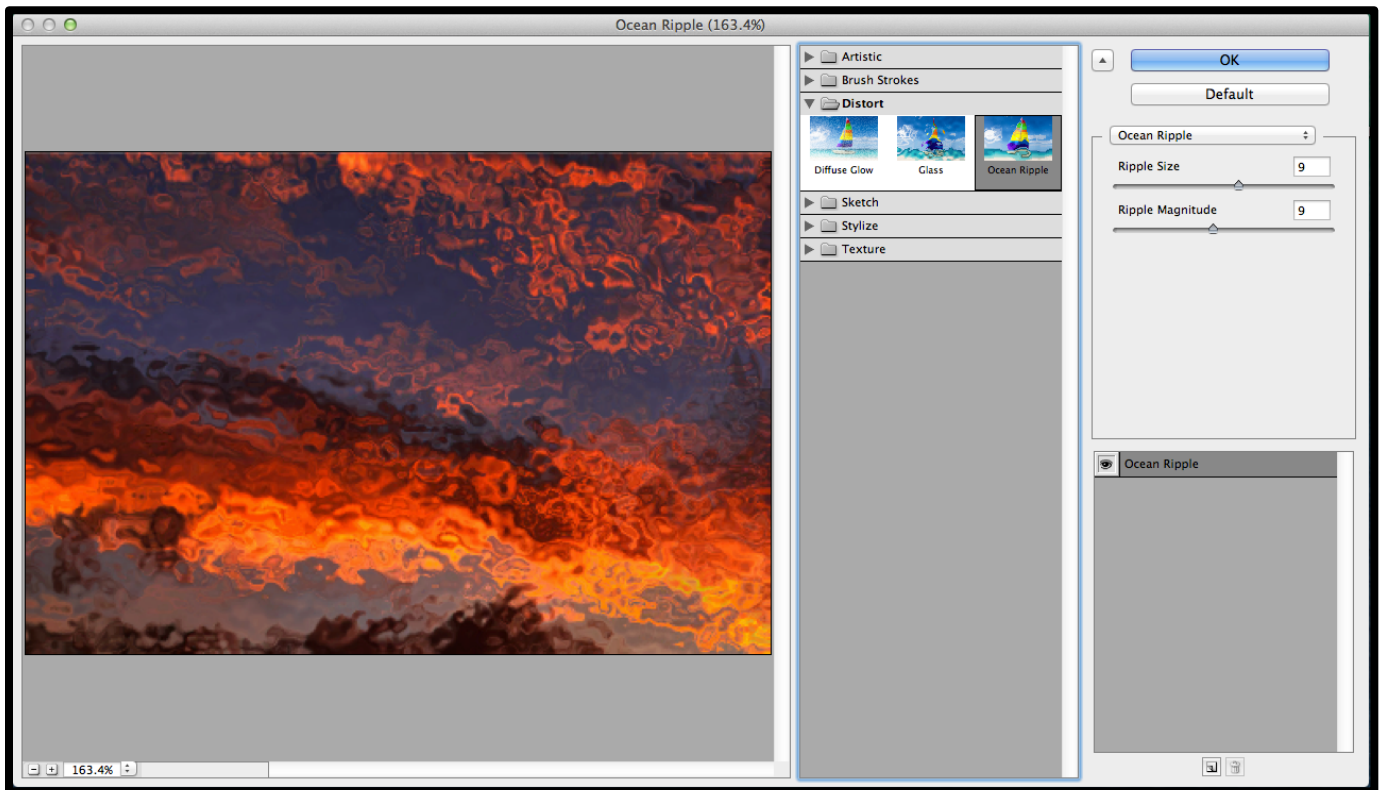 Ocean Ripple (163.4%)
Artistic
Brush Strokes
Distort
Diffuse Glow
Glass
Ocean Ripple
Sketch
Stylize
Texture
OK
Default
Ocean Ripple
Ripple Size 9
Ripple Magnitude 9
Ocean Ripple
163.4%